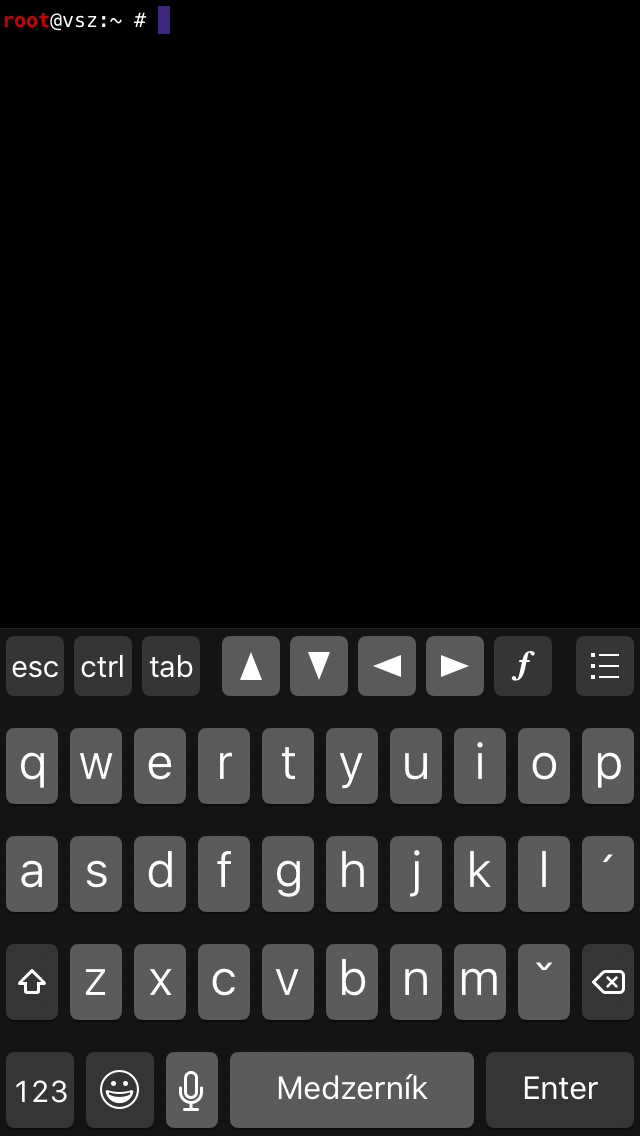 root@vsz:~ #
esc ctrl tab f
q w e r t y u i o p
a s d f g h j k l ´
z x c v b n m ˇ
123 Medzerník Enter